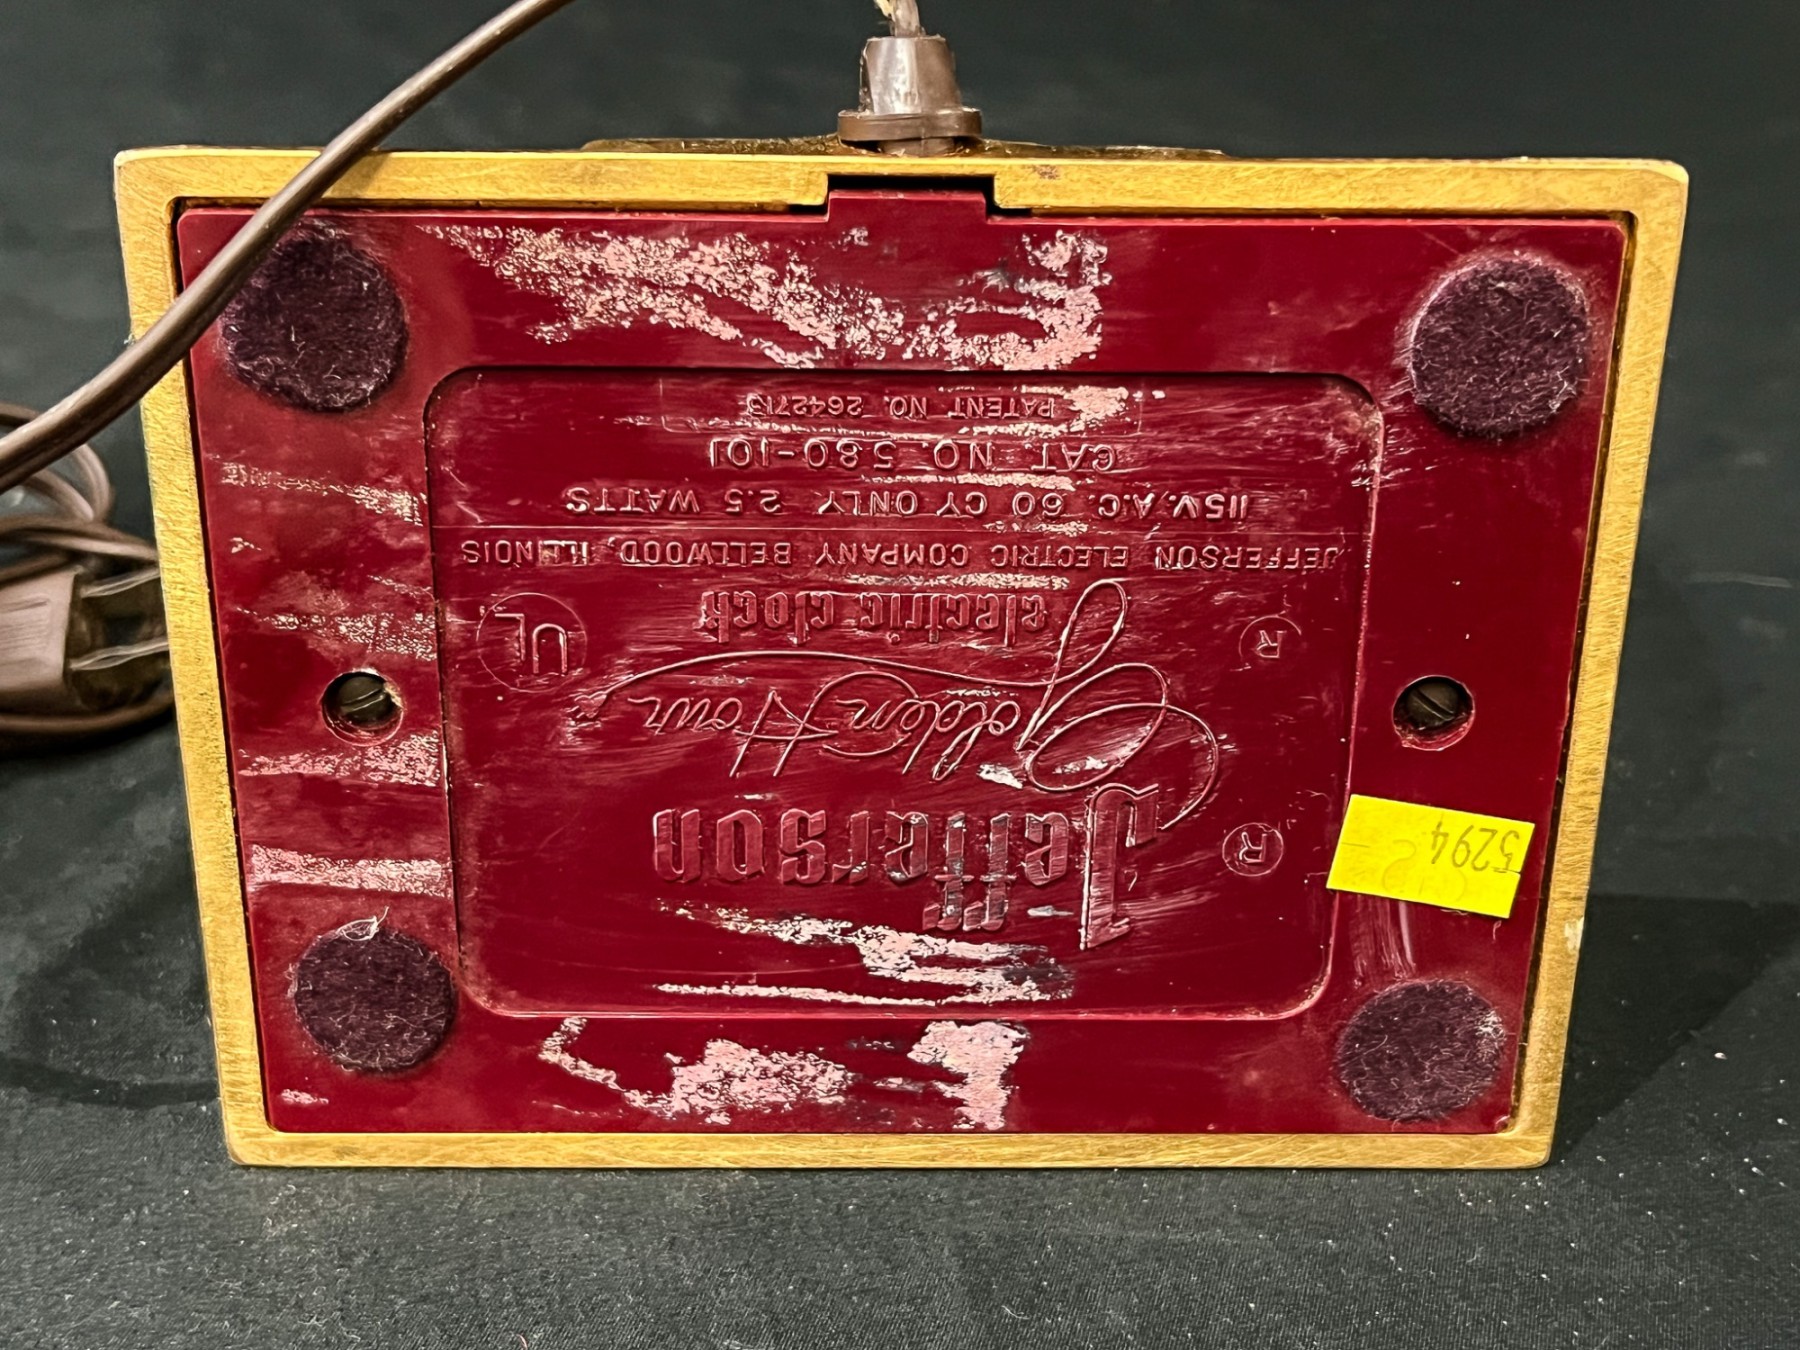 Jefferson
®
Golden Hour
®
electric clock
UL
JEFFERSON ELECTRIC COMPANY BELLWOOD, ILLINOIS
115V. A.C. 60 CY ONLY 2.5 WATTS
CAT. NO. 580-101
PATENT NO. 2642713
5294